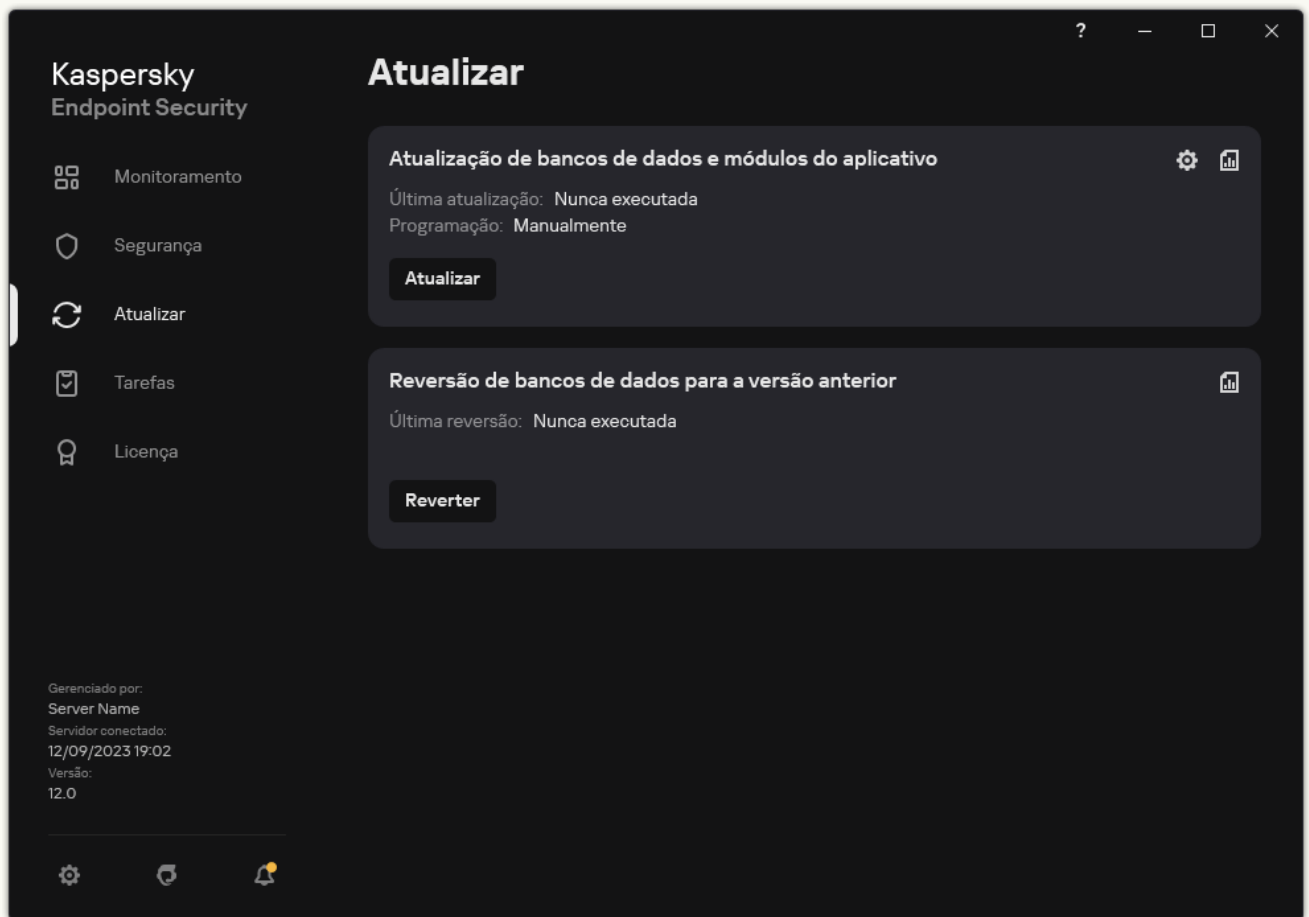 ?
Kaspersky
Endpoint Security
Monitoramento
Segurança
Atualizar
Tarefas
Licença
Gerenciado por:
Server Name
Servidor conectado:
12/09/2023 19:02
Versão:
12.0
Atualizar
Atualização de bancos de dados e módulos do aplicativo
Última atualização: Nunca executada
Programação: Manualmente
Atualizar
Reversão de bancos de dados para a versão anterior
Última reversão: Nunca executada
Reverter